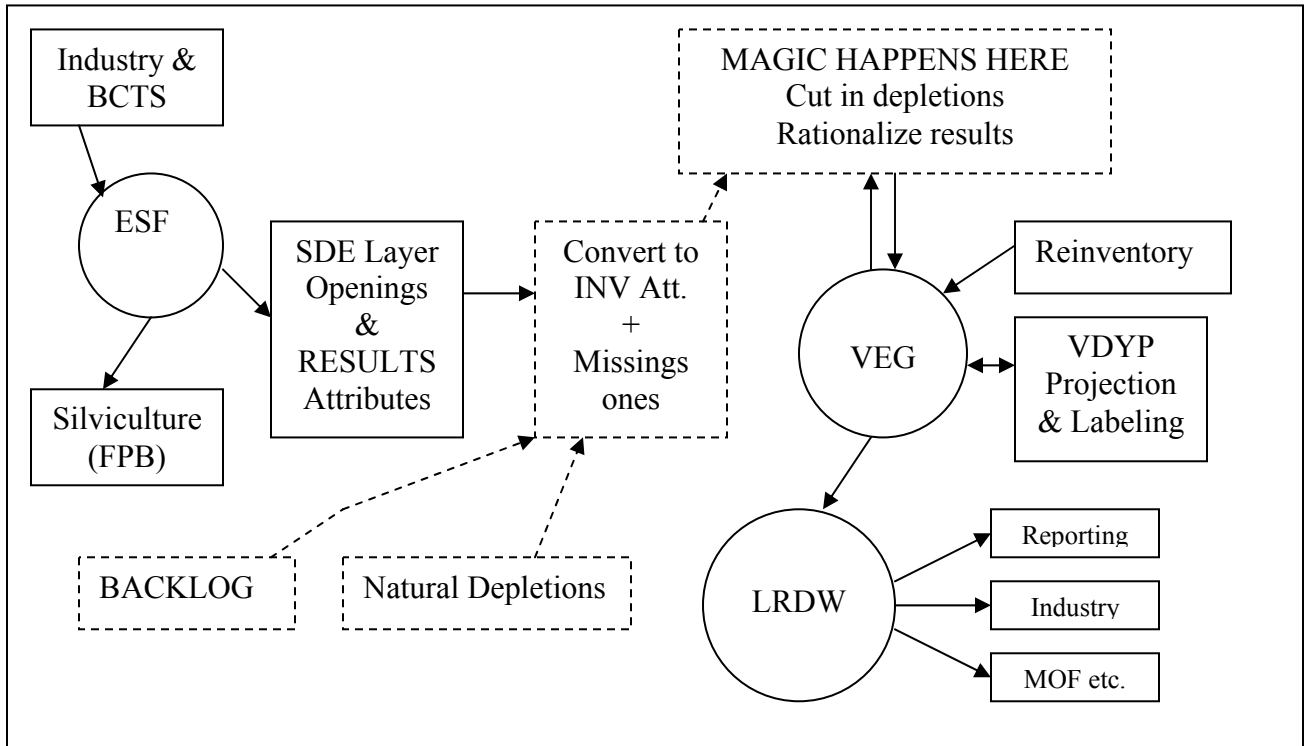 Industry &
BCTS
MAGIC HAPPENS HERE
Cut in depletions
Rationalize results
ESF
SDE Layer
Openings
&
RESULTS
Attributes
Convert to
INV Att.
+
Missings
ones
Reinventory
VEG
VDYP
Projection
& Labeling
Silviculture
(FPB)
BACKLOG
Natural Depletions
LRDW
Reporting
Industry
MOF etc.